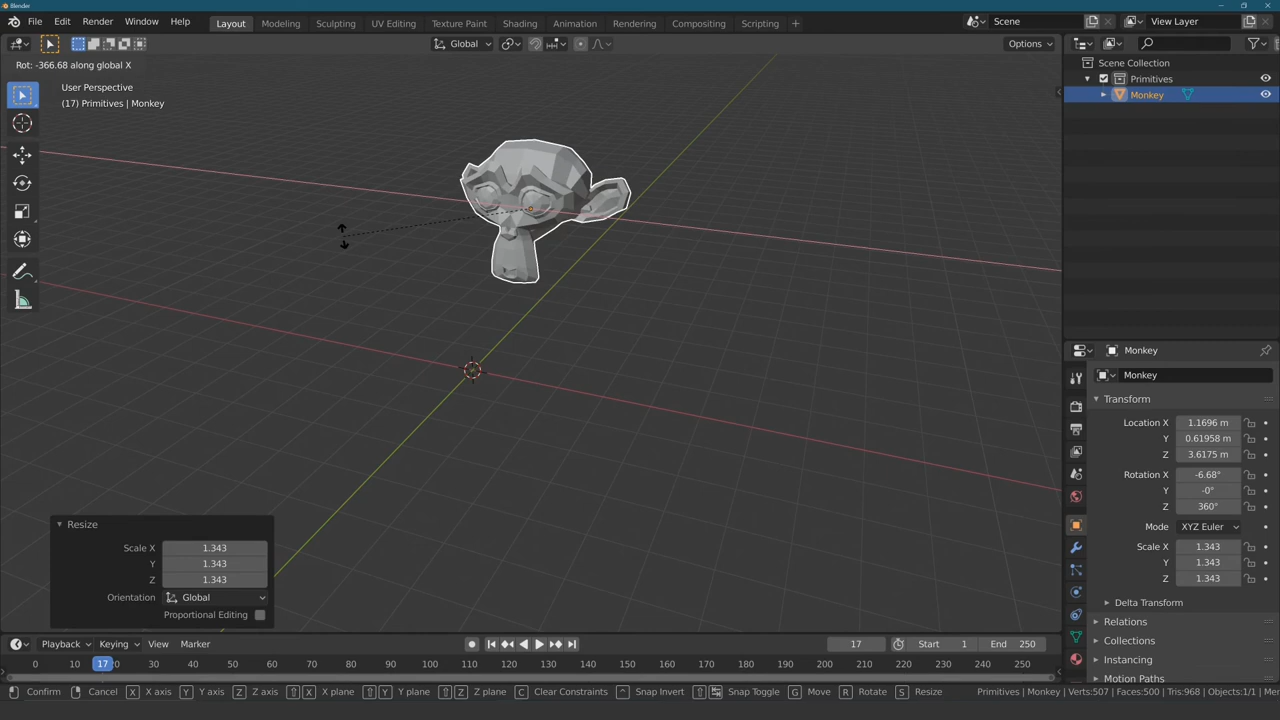 Blender
File Edit Render Window Help
Layout Modeling Sculpting UV Editing Texture Paint Shading Animation Rendering Compositing Scripting +
Scene
View Layer
Global
Options
Rot: -366.68 along global X
User Perspective
(17) Primitives | Monkey
Scene Collection
Primitives
Monkey
Monkey
Monkey
Transform
Location X 1.1696 m
Y 0.61958 m
Z 3.6175 m
Rotation X -6.68°
Y -0°
Z 360°
Mode XYZ Euler
Scale X 1.343
Y 1.343
Z 1.343
Delta Transform
Relations
Collections
Instancing
Motion Paths
Resize
Scale X 1.343
Y 1.343
Z 1.343
Orientation Global
Proportional Editing
Playback Keying View Marker
17 Start 1 End 250
0 10 17 20 30 40 50 60 70 80 90 100 110 120 130 140 150 160 170 180 190 200 210 220 230 240 250
Confirm Cancel X X axis Y Y axis Z Z axis X X plane Y Y plane Z Z plane C Clear Constraints Snap Invert Snap Toggle G Move R Rotate S Resize Primitives | Monkey | Verts:507 | Faces:500 | Tris:968 | Objects:1/1 |